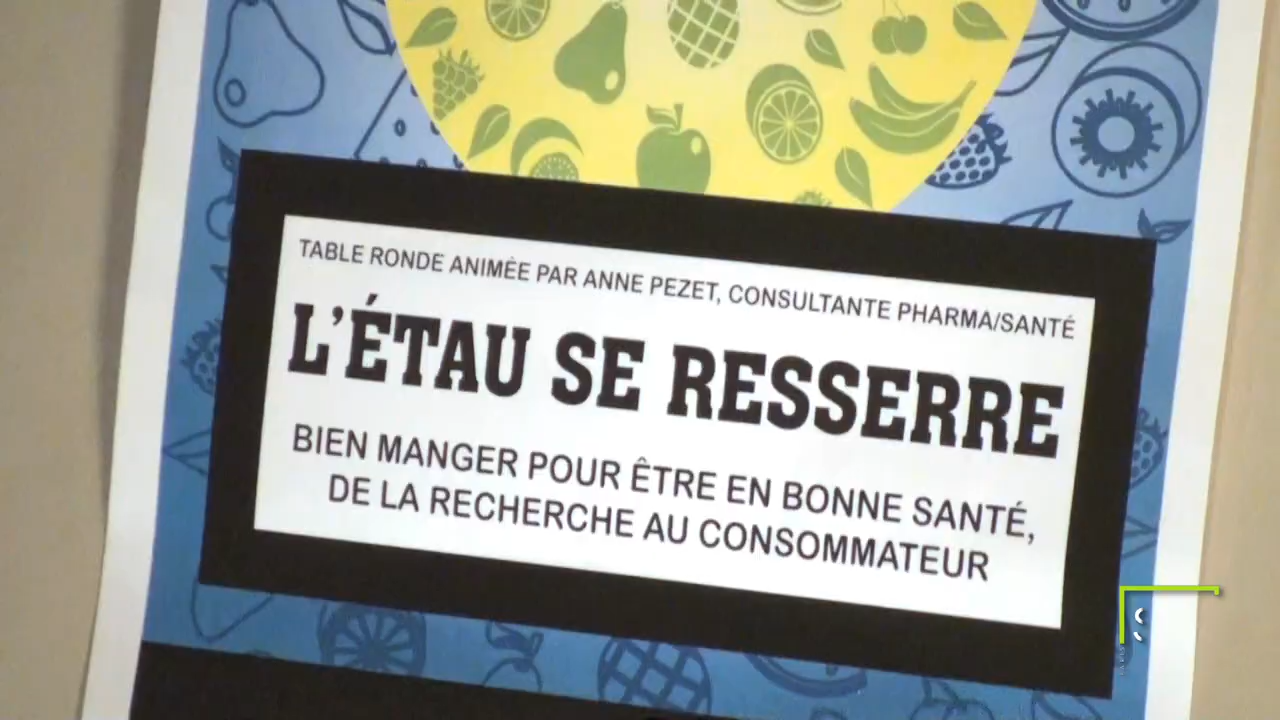 TABLE RONDE ANIMÉE PAR ANNE PEZET, CONSULTANTE PHARMA/SANTÉ
L'ÉTAU SE RESSERRE
BIEN MANGER POUR ÊTRE EN BONNE SANTÉ,
DE LA RECHERCHE AU CONSOMMATEUR